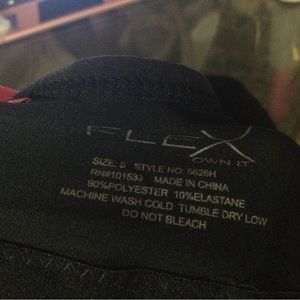 FLEX
OWN IT
SIZE: S STYLE NO: 5626H
RN#101533 MADE IN CHINA
90%POLYESTER 10%ELASTANE
MACHINE WASH COLD TUMBLE DRY LOW
DO NOT BLEACH